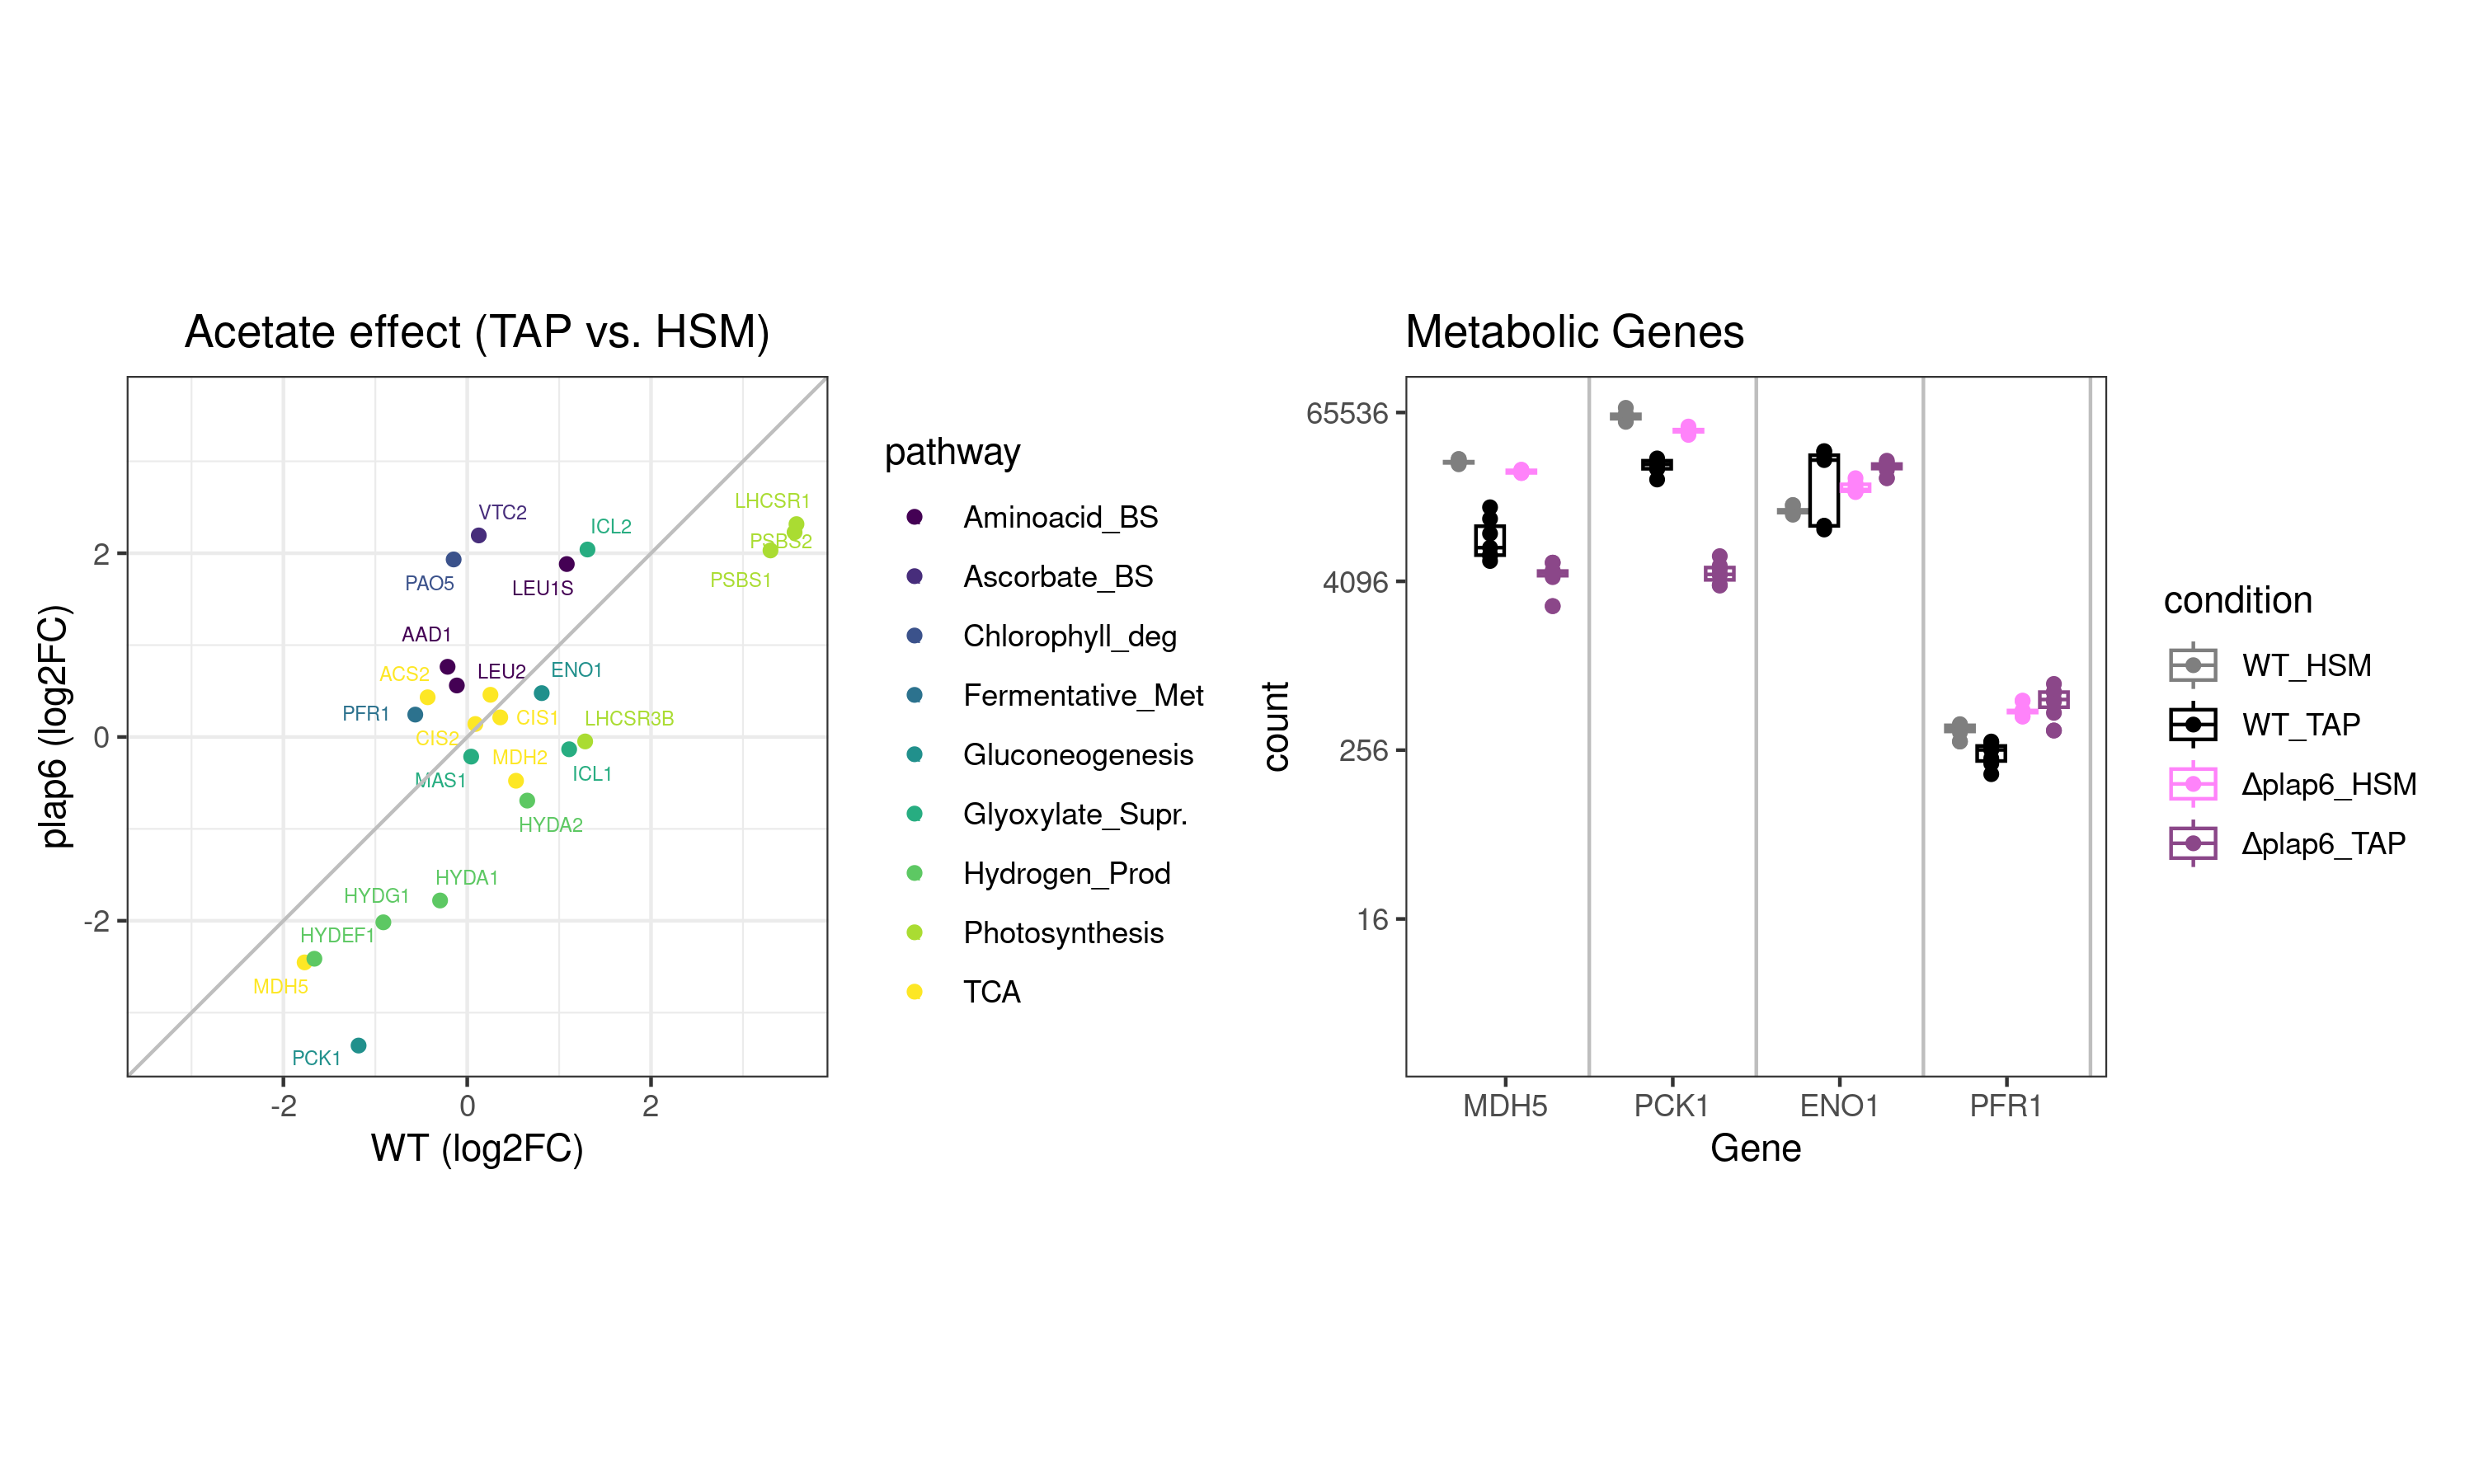 Acetate effect (TAP vs. HSM)
plap6 (log2FC)
2
0
-2
VTC2
ICL2
LHCSR1
PSBS2
PSBS1
PAO5
LEU1S
AAD1
ACS2
LEU2
ENO1
PFR1
CIS1
LHCSR3B
CIS2
MDH2
MAS1
ICL1
HYDA2
HYDA1
HYDG1
HYDEF1
MDH5
PCK1
-2 0 2
WT (log2FC)
pathway
Aminoacid_BS
Ascorbate_BS
Chlorophyll_deg
Fermentative_Met
Gluconeogenesis
Glyoxylate_Supr.
Hydrogen_Prod
Photosynthesis
TCA
Metabolic Genes
count
65536
4096
256
16
MDH5 PCK1 ENO1 PFR1
Gene
condition
WT_HSM
WT_TAP
Δplap6_HSM
Δplap6_TAP